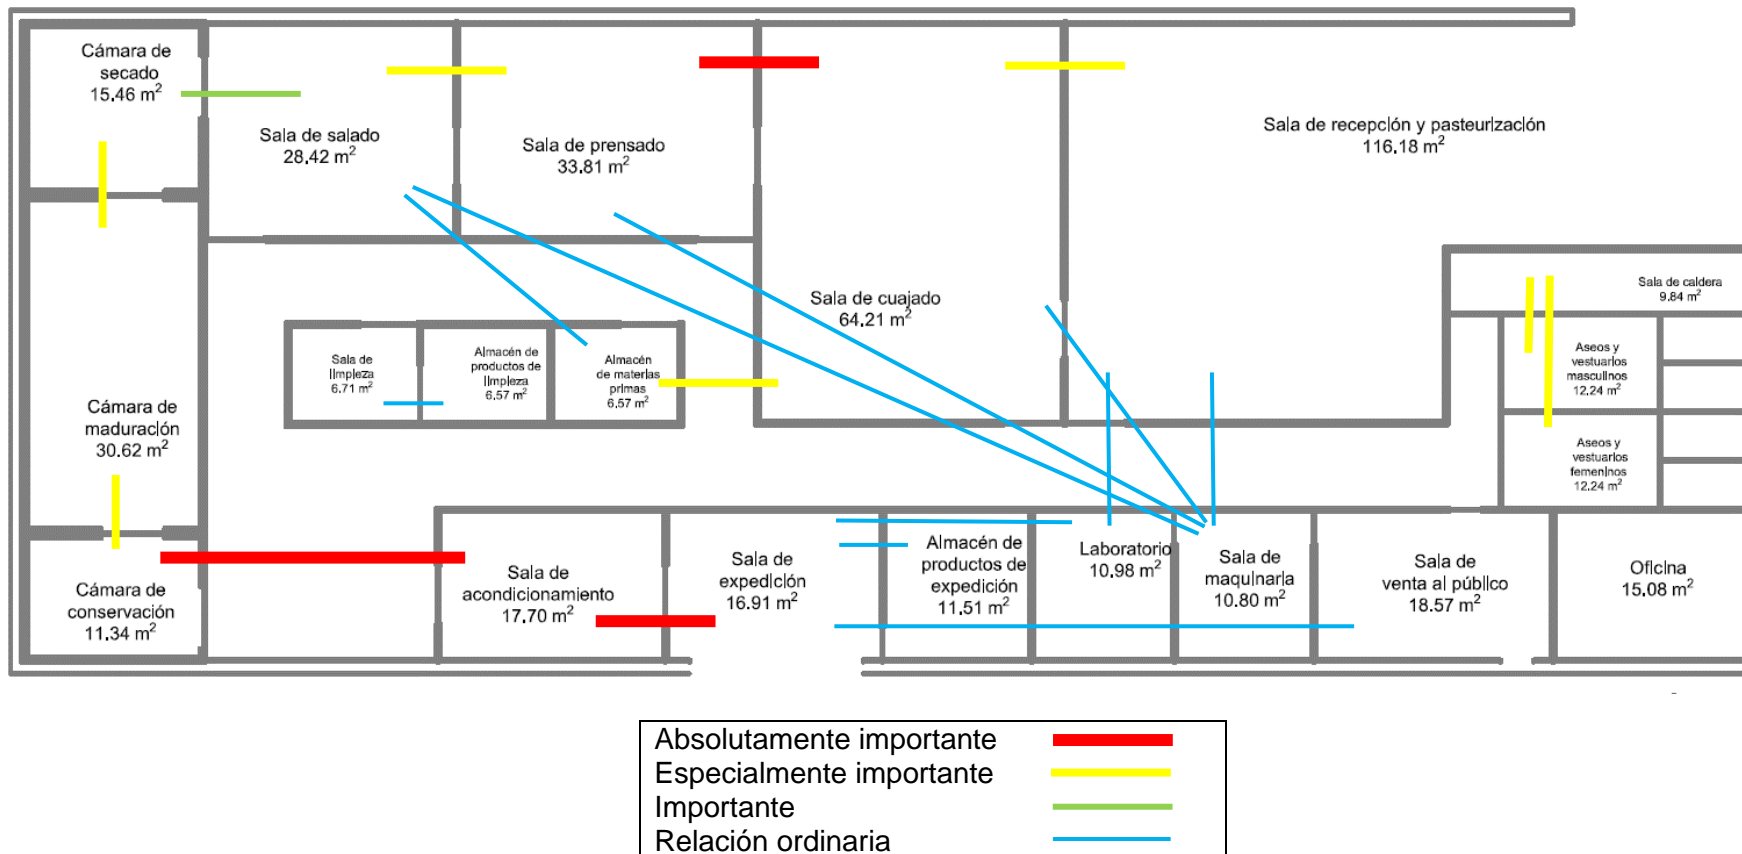 Cámara de
secado
15.46 m²
Sala de salado
28.42 m²
Sala de prensado
33.81 m²
Sala de recepción y pasteurización
116.18 m²
Sala de cuajado
64.21 m²
Sala de caldera
9.84 m²
Sala de
limpieza
6.71 m²
Almacén de
productos de
limpieza
6.57 m²
Almacén
de materias
primas
6.57 m²
Aseos y
vestuarios
masculinos
12.24 m²
Cámara de
maduración
30.62 m²
Aseos y
vestuarios
femeninos
12.24 m²
Cámara de
conservación
11.34 m²
Sala de
acondicionamiento
17.70 m²
Sala de
expedición
16.91 m²
Almacén de
productos de
expedición
11.51 m²
Laboratorio
10.98 m²
Sala de
maquinaria
10.80 m²
Sala de
venta al público
18.57 m²
Oficina
15.08 m²
Absolutamente importante
Especialmente importante
Importante
Relación ordinaria